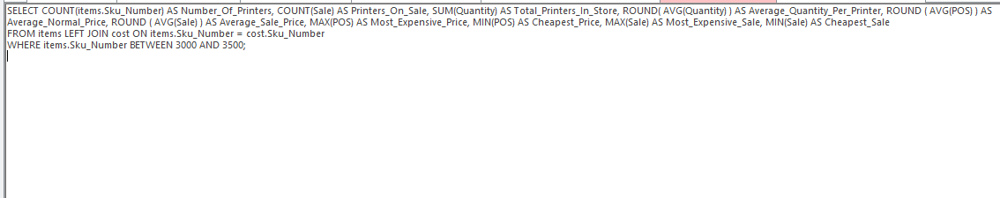 SELECT COUNT(items.Sku_Number) AS Number_Of_Printers, COUNT(Sale) AS Printers_On_Sale, SUM(Quantity) AS Total_Printers_In_Store, ROUND( AVG(Quantity) ) AS Average_Quantity_Per_Printer, ROUND ( AVG(POS) ) AS
Average_Normal_Price, ROUND ( AVG(Sale) ) AS Average_Sale_Price, MAX(POS) AS Most_Expensive_Price, MIN(POS) AS Cheapest_Price, MAX(Sale) AS Most_Expensive_Sale, MIN(Sale) AS Cheapest_Sale
FROM items LEFT JOIN cost ON items.Sku_Number = cost.Sku_Number
WHERE items.Sku_Number BETWEEN 3000 AND 3500;